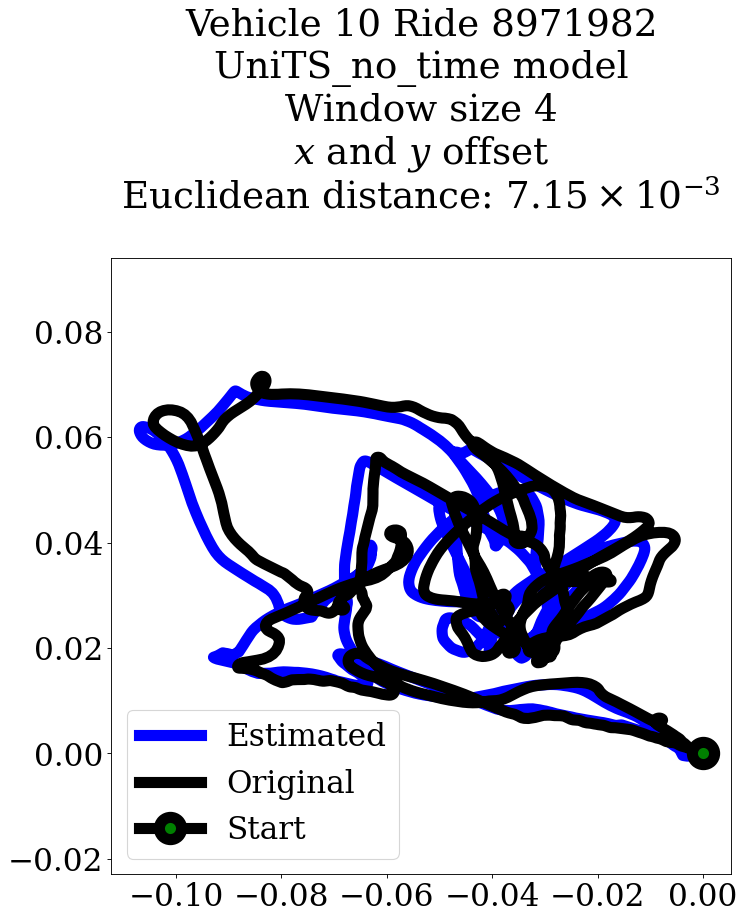 Vehicle 10 Ride 8971982
UniTS_no_time model
Window size 4
x and y offset
Euclidean distance: 7.15 × 10⁻³
0.08
0.06
0.04
0.02
0.00
−0.02
Estimated
Original
Start
−0.10 −0.08 −0.06 −0.04 −0.02 0.00